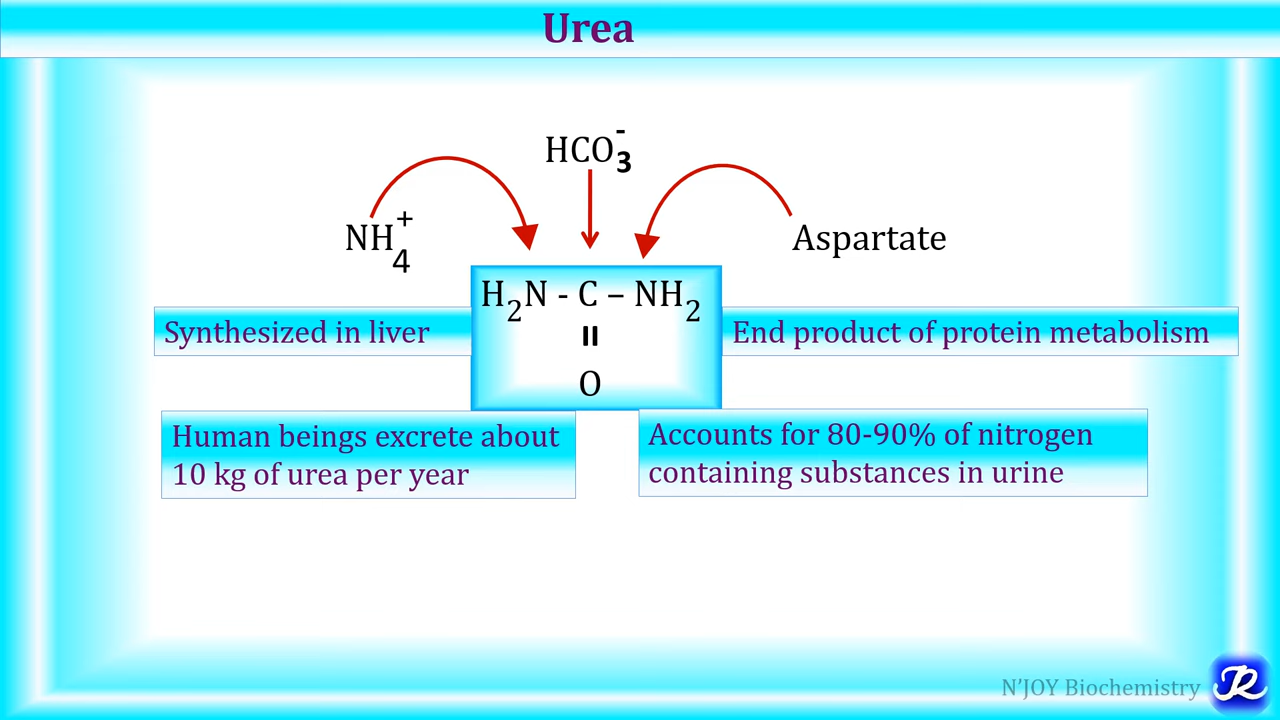 Urea
HCO₃⁻
NH₄⁺
Aspartate
H₂N - C – NH₂
=
O
Synthesized in liver
End product of protein metabolism
Human beings excrete about
10 kg of urea per year
Accounts for 80-90% of nitrogen
containing substances in urine
N'JOY Biochemistry
JR